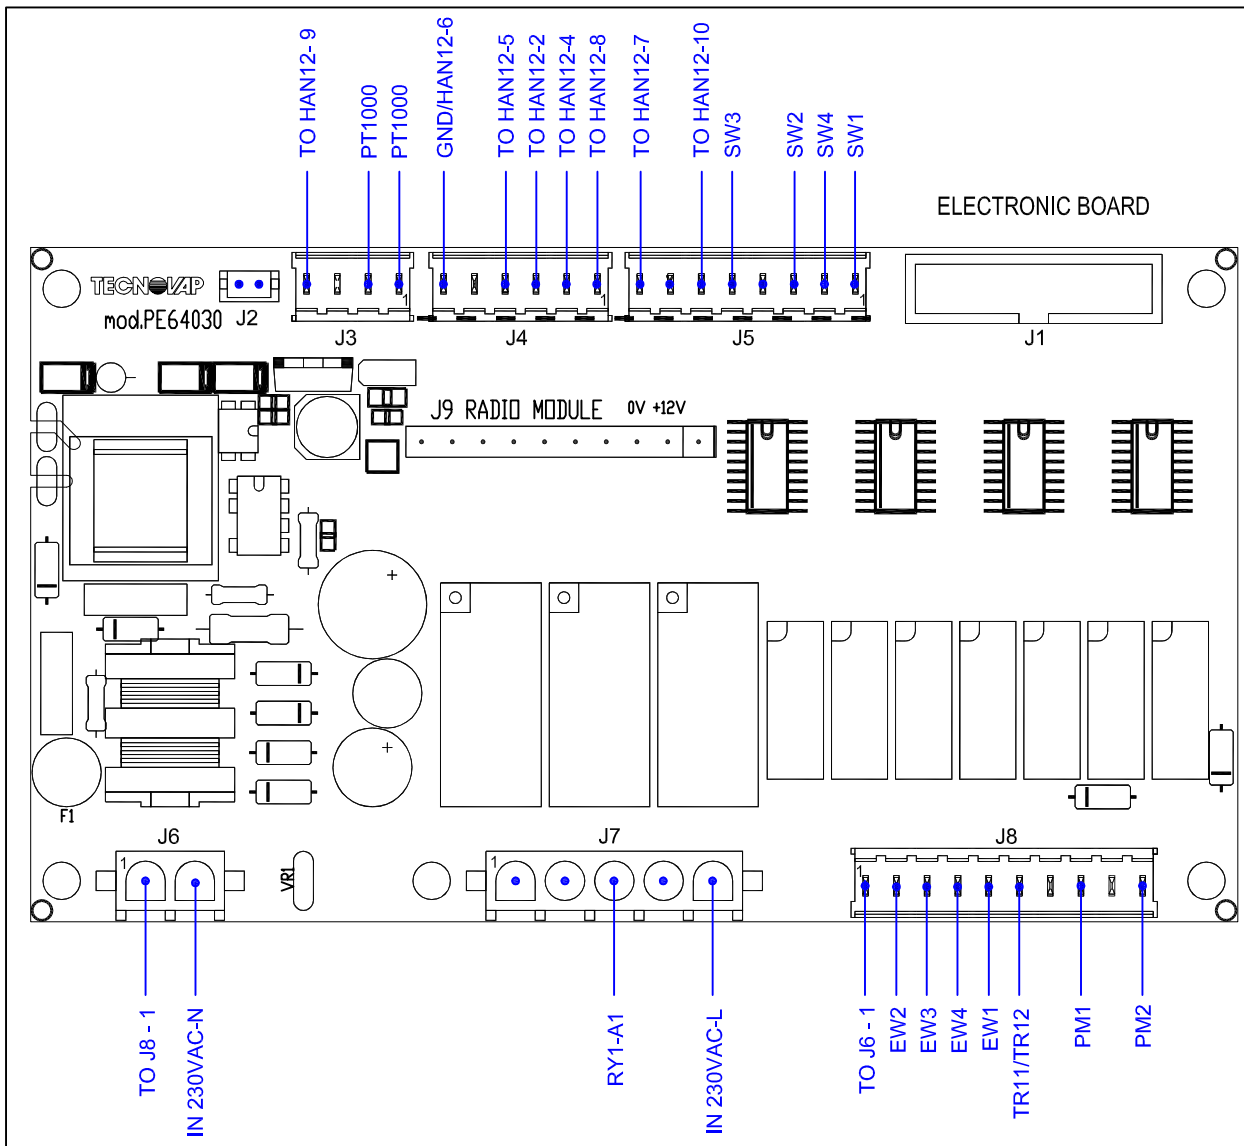 TO HAN12- 9
PT1000
PT1000
GND/HAN12-6
TO HAN12-5
TO HAN12-2
TO HAN12-4
TO HAN12-8
TO HAN12-7
TO HAN12-10
SW3
SW2
SW4
SW1
ELECTRONIC BOARD
TECNOVAP
mod.PE64030
J2
1
J3
1
J4
1
J5
J1
J9 RADIO MODULE 0V +12V
+
+
F1
J6
1
VR1
J7
1
J8
1
TO J8 - 1
IN 230VAC-N
RY1-A1
IN 230VAC-L
TO J6 - 1
EW2
EW3
EW4
EW1
TR11/TR12
PM1
PM2